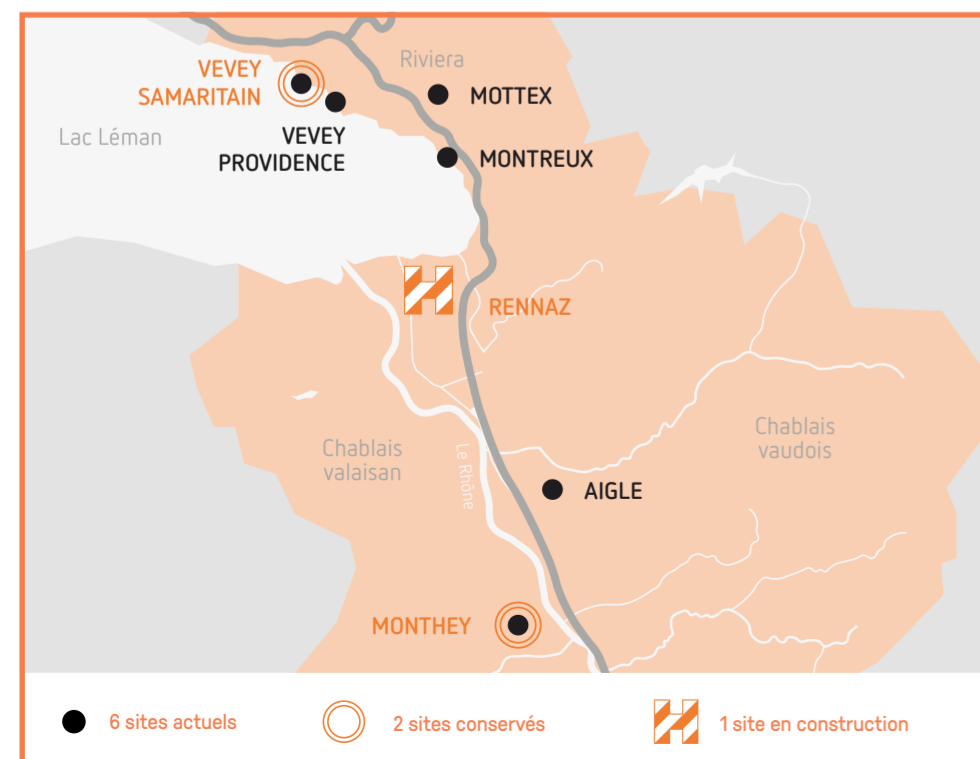 Riviera
VEVEY
SAMARITAIN
MOTTEX
Lac Léman
VEVEY
PROVIDENCE
MONTREUX
RENNAZ
Chablais
vaudois
Chablais
valaisan
Le Rhône
AIGLE
MONTHEY
6 sites actuels
2 sites conservés
1 site en construction